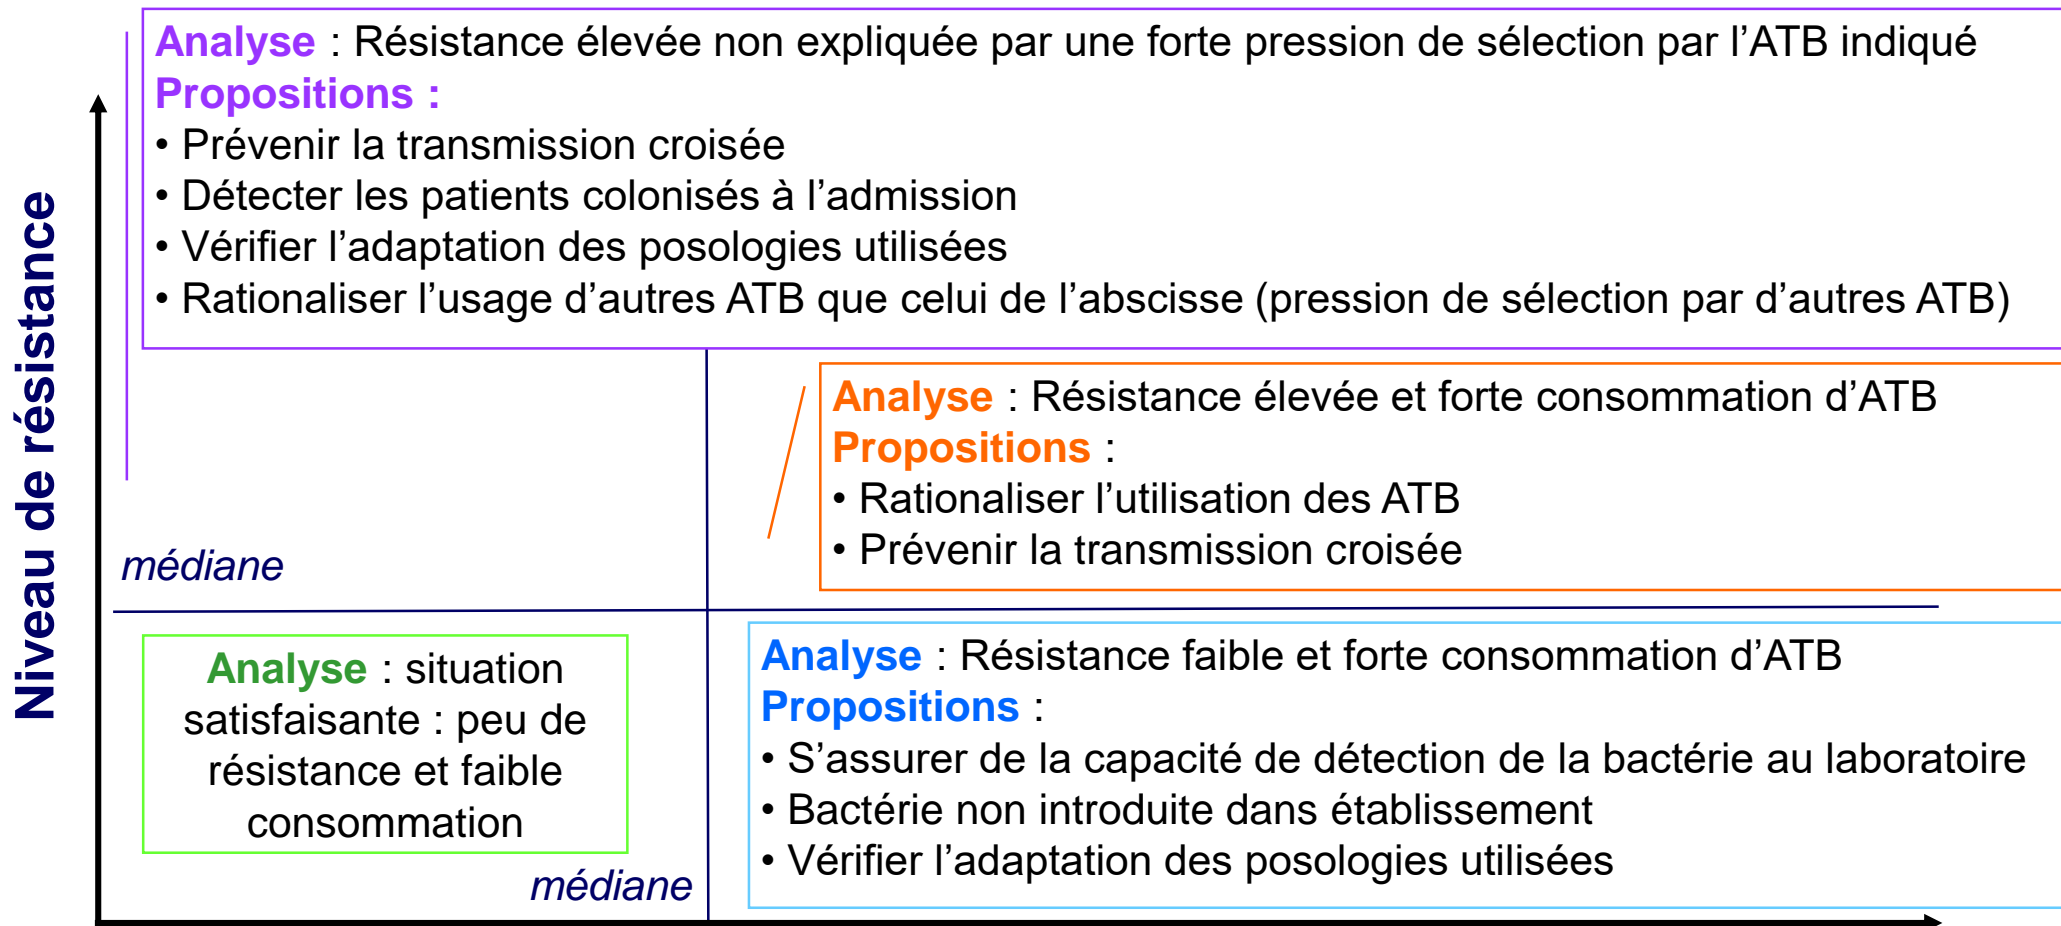 Analyse : Résistance élevée non expliquée par une forte pression de sélection par l’ATB indiqué
Propositions :
• Prévenir la transmission croisée
• Détecter les patients colonisés à l’admission
• Vérifier l’adaptation des posologies utilisées
• Rationaliser l’usage d’autres ATB que celui de l’abscisse (pression de sélection par d’autres ATB)
Niveau de résistance
Analyse : Résistance élevée et forte consommation d’ATB
Propositions :
• Rationaliser l’utilisation des ATB
• Prévenir la transmission croisée
médiane
Analyse : situation
satisfaisante : peu de
résistance et faible
consommation
Analyse : Résistance faible et forte consommation d’ATB
Propositions :
• S’assurer de la capacité de détection de la bactérie au laboratoire
• Bactérie non introduite dans établissement
• Vérifier l’adaptation des posologies utilisées
médiane